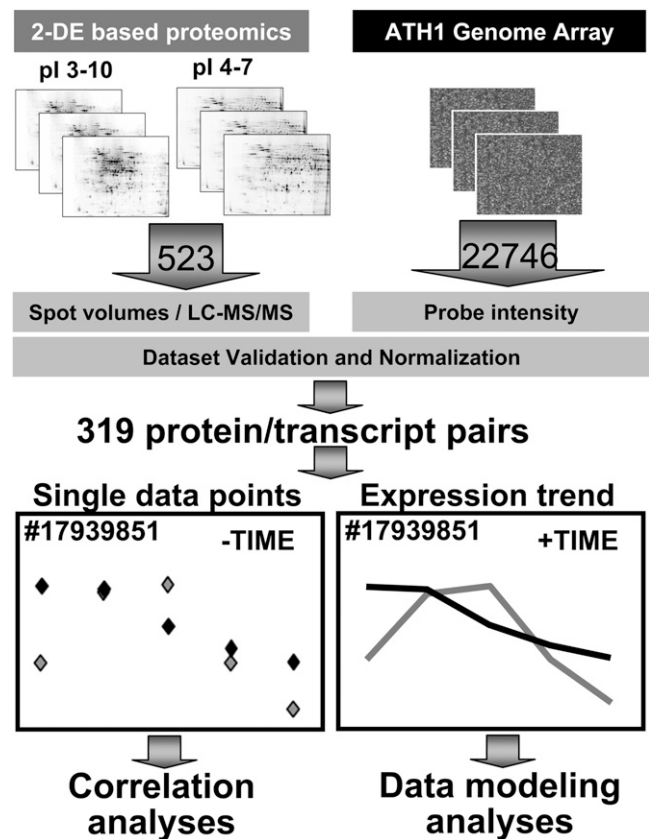 2-DE based proteomics
ATH1 Genome Array
pI 3-10
pI 4-7
523
22746
Spot volumes / LC-MS/MS
Probe intensity
Dataset Validation and Normalization
319 protein/transcript pairs
Single data points
Expression trend
#17939851
-TIME
#17939851
+TIME
Correlation
analyses
Data modeling
analyses